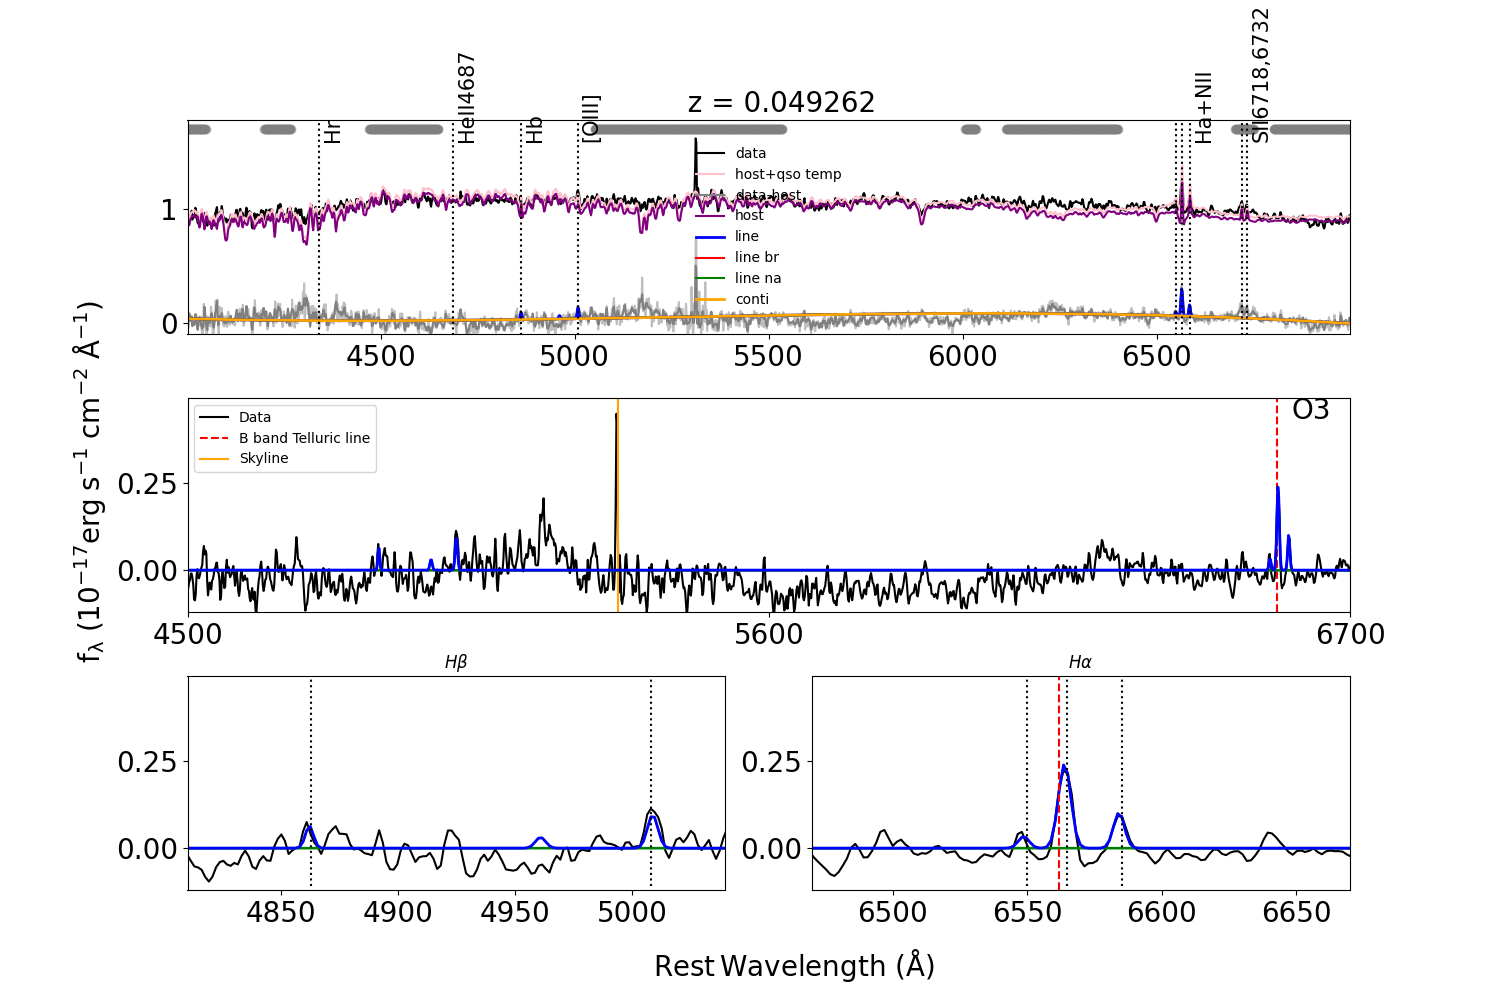 z = 0.049262
Hr
HeII4687
Hb
[OIII]
Ha+NII
SII6718,6732
data
host+qso temp
data-host
host
line
line br
line na
conti
1
0
4500 5000 5500 6000 6500
fλ (10⁻¹⁷erg s⁻¹ cm⁻² Å⁻¹)
Data
B band Telluric line
Skyline
O3
0.25
0.00
4500 5600 6700
Hβ
0.25
0.00
4850 4900 4950 5000
Hα
0.25
0.00
6500 6550 6600 6650
Rest Wavelength (Å)